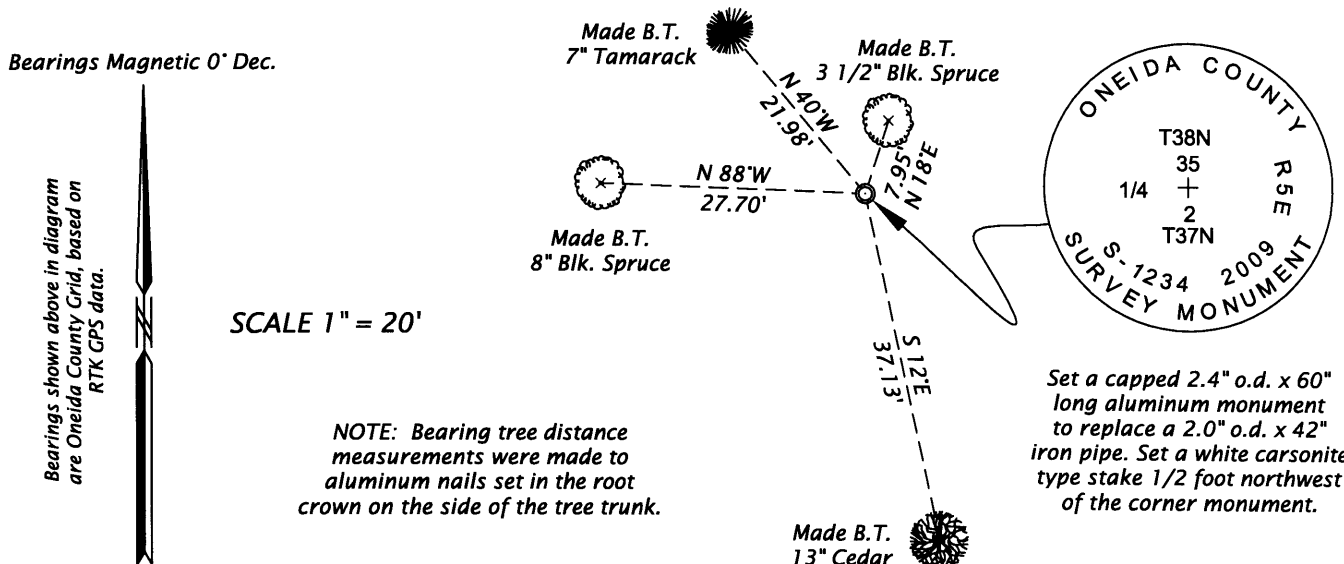 Bearings Magnetic 0° Dec.
Bearings shown above in diagram
are Oneida County Grid, based on
RTK GPS data.
SCALE 1" = 20'
NOTE: Bearing tree distance
measurements were made to
aluminum nails set in the root
crown on the side of the tree trunk.
Made B.T.
7" Tamarack
N 40°W
21.98'
Made B.T.
3 1/2" Blk. Spruce
7.95'
N 18°E
N 88°W
27.70'
Made B.T.
8" Blk. Spruce
S 12°E
37.13'
Made B.T.
13" Cedar
ONEIDA COUNTY
T38N
35
1/4
2
T37N
R5E
S-1234 2009
SURVEY MONUMENT
Set a capped 2.4" o.d. x 60"
long aluminum monument
to replace a 2.0" o.d. x 42"
iron pipe. Set a white carsonite
type stake 1/2 foot northwest
of the corner monument.